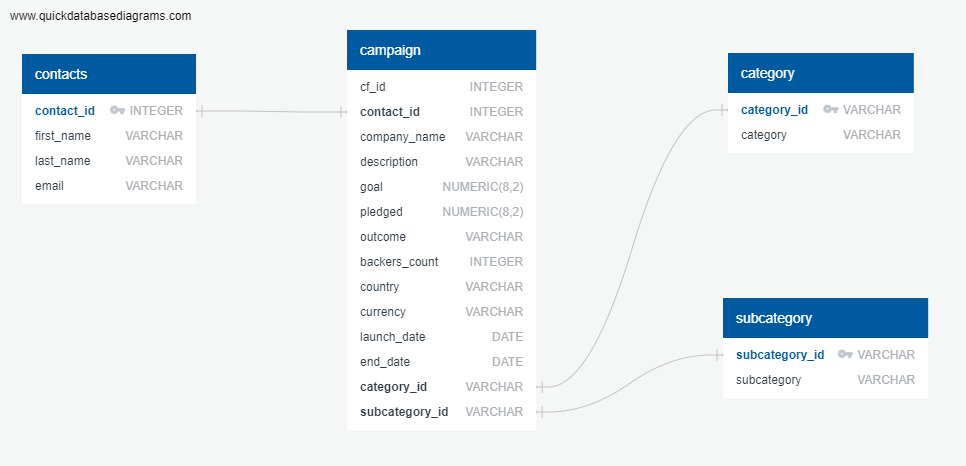 www.quickdatabasediagrams.com
contacts
contact_id INTEGER
first_name VARCHAR
last_name VARCHAR
email VARCHAR
campaign
cf_id INTEGER
contact_id INTEGER
company_name VARCHAR
description VARCHAR
goal NUMERIC(8,2)
pledged NUMERIC(8,2)
outcome VARCHAR
backers_count INTEGER
country VARCHAR
currency VARCHAR
launch_date DATE
end_date DATE
category_id VARCHAR
subcategory_id VARCHAR
category
category_id VARCHAR
category VARCHAR
subcategory
subcategory_id VARCHAR
subcategory VARCHAR